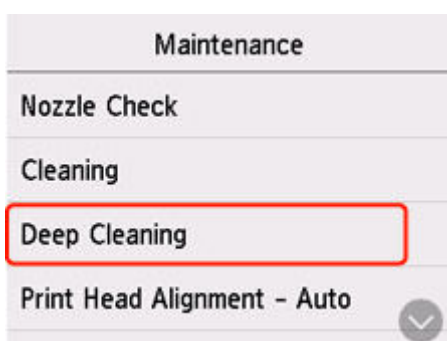 Maintenance
Nozzle Check
Cleaning
Deep Cleaning
Print Head Alignment - Auto